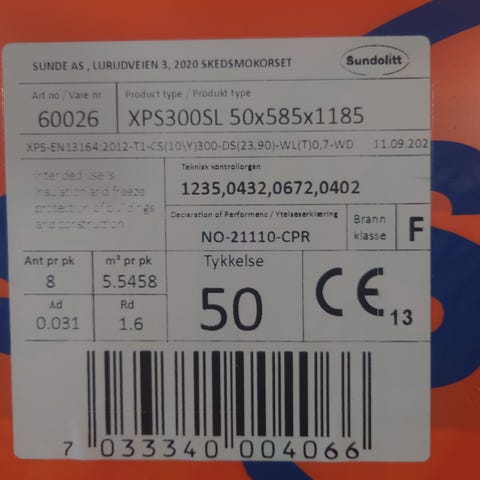 SUNDE AS , LURUDVEIEN 3, 2020 SKEDSMOKORSET
Sundolitt
Art no / Vare nr
60026
Product type / Produkt type
XPS300SL 50x585x1185
XPS-EN13164:2012-T1-CS(10\Y)300-DS(23,90)-WL(T)0,7-WD
11.09.202
Intended use is
insulation and freeze
protection of buildings
and construction
Teknisk kontrollorgan
1235,0432,0672,0402
Declaration of Performenc / Ytelseserklæring
NO-21110-CPR
Brann
klasse
F
Ant pr pk
8
m² pr pk
5.5458
λd
0.031
Rd
1.6
Tykkelse
50
CE
13
7 033340 004066